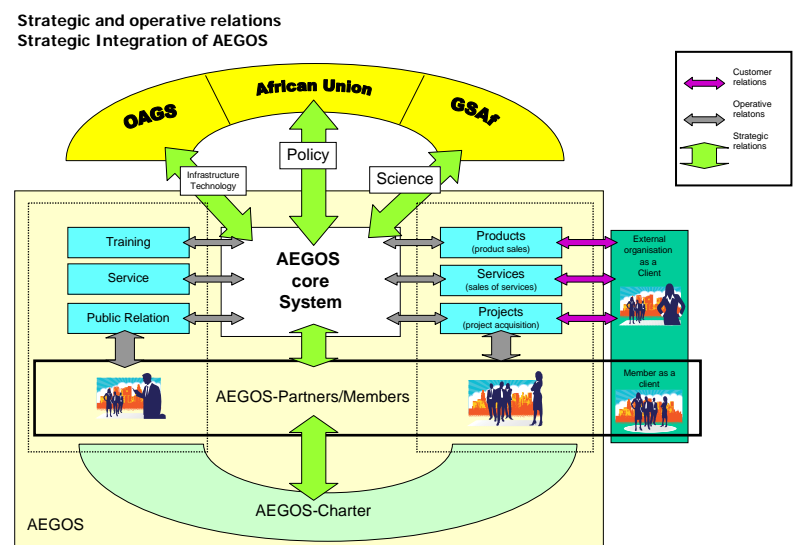 Strategic and operative relations
Strategic Integration of AEGOS
African Union
OAGS
GSAf
Customer
relations
Operative
relatons
Strategic
relations
Policy
Infrastructure
Technology
Science
Training
Service
Public Relation
AEGOS
core
System
Products
(product sales)
Services
(sales of services)
Projects
(project acquisition)
External
organisation
as a
Client
Member as a
client
AEGOS-Partners/Members
AEGOS-Charter
AEGOS